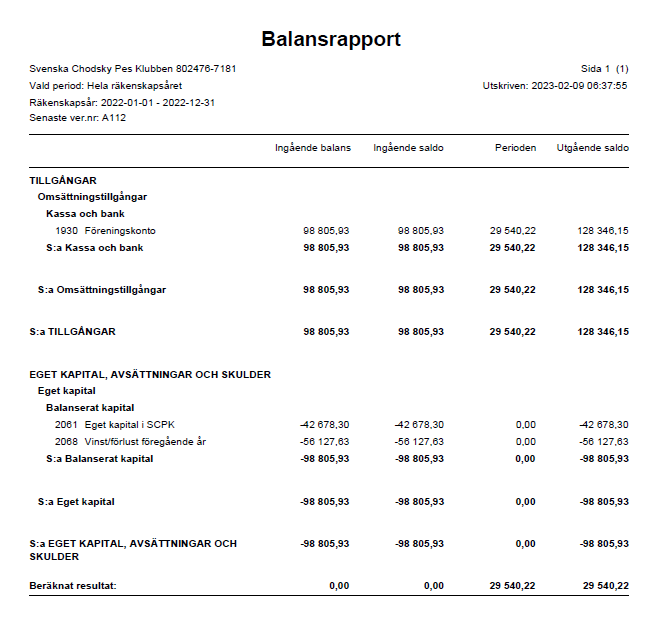 Balansrapport
Svenska Chodsky Pes Klubben 802476-7181 Sida 1 (1)
Vald period: Hela räkenskapsåret Utskriven: 2023-02-09 06:37:55
Räkenskapsår: 2022-01-01 - 2022-12-31
Senaste ver.nr: A112
Ingående balans Ingående saldo Perioden Utgående saldo
TILLGÅNGAR
Omsättningstillgångar
Kassa och bank
1930 Föreningskonto 98 805,93 98 805,93 29 540,22 128 346,15
S:a Kassa och bank 98 805,93 98 805,93 29 540,22 128 346,15
S:a Omsättningstillgångar 98 805,93 98 805,93 29 540,22 128 346,15
S:a TILLGÅNGAR 98 805,93 98 805,93 29 540,22 128 346,15
EGET KAPITAL, AVSÄTTNINGAR OCH SKULDER
Eget kapital
Balanserat kapital
2061 Eget kapital i SCPK -42 678,30 -42 678,30 0,00 -42 678,30
2068 Vinst/förlust föregående år -56 127,63 -56 127,63 0,00 -56 127,63
S:a Balanserat kapital -98 805,93 -98 805,93 0,00 -98 805,93
S:a Eget kapital -98 805,93 -98 805,93 0,00 -98 805,93
S:a EGET KAPITAL, AVSÄTTNINGAR OCH -98 805,93 -98 805,93 0,00 -98 805,93
SKULDER
Beräknat resultat: 0,00 0,00 29 540,22 29 540,22